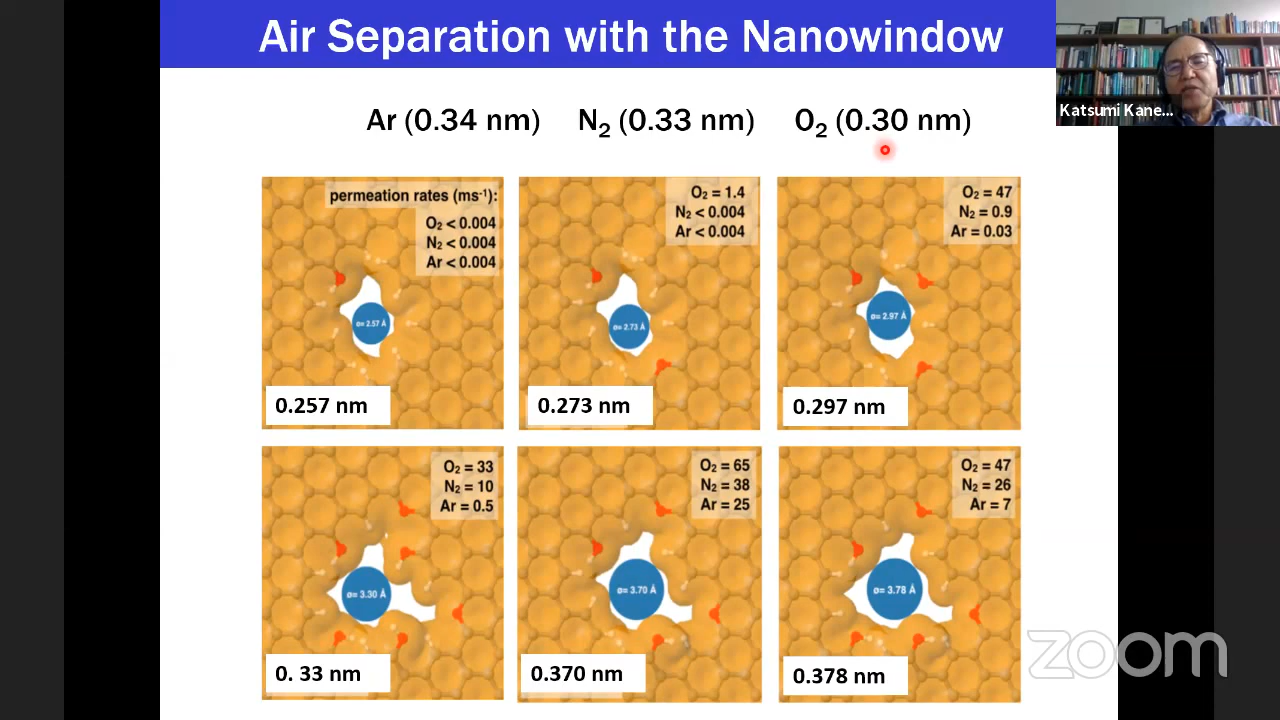 Air Separation with the Nanowindow
Katsumi Kane...
Ar (0.34 nm) N₂ (0.33 nm) O₂ (0.30 nm)
permeation rates (ms⁻¹):
O₂ < 0.004
N₂ < 0.004
Ar < 0.004
ø= 2.57 Å
0.257 nm
O₂ = 1.4
N₂ < 0.004
Ar < 0.004
ø= 2.73 Å
0.273 nm
O₂ = 47
N₂ = 0.9
Ar = 0.03
ø= 2.97 Å
0.297 nm
O₂ = 33
N₂ = 10
Ar = 0.5
ø= 3.30 Å
0. 33 nm
O₂ = 65
N₂ = 38
Ar = 25
ø= 3.70 Å
0.370 nm
O₂ = 47
N₂ = 26
Ar = 7
ø= 3.78 Å
0.378 nm
zoom